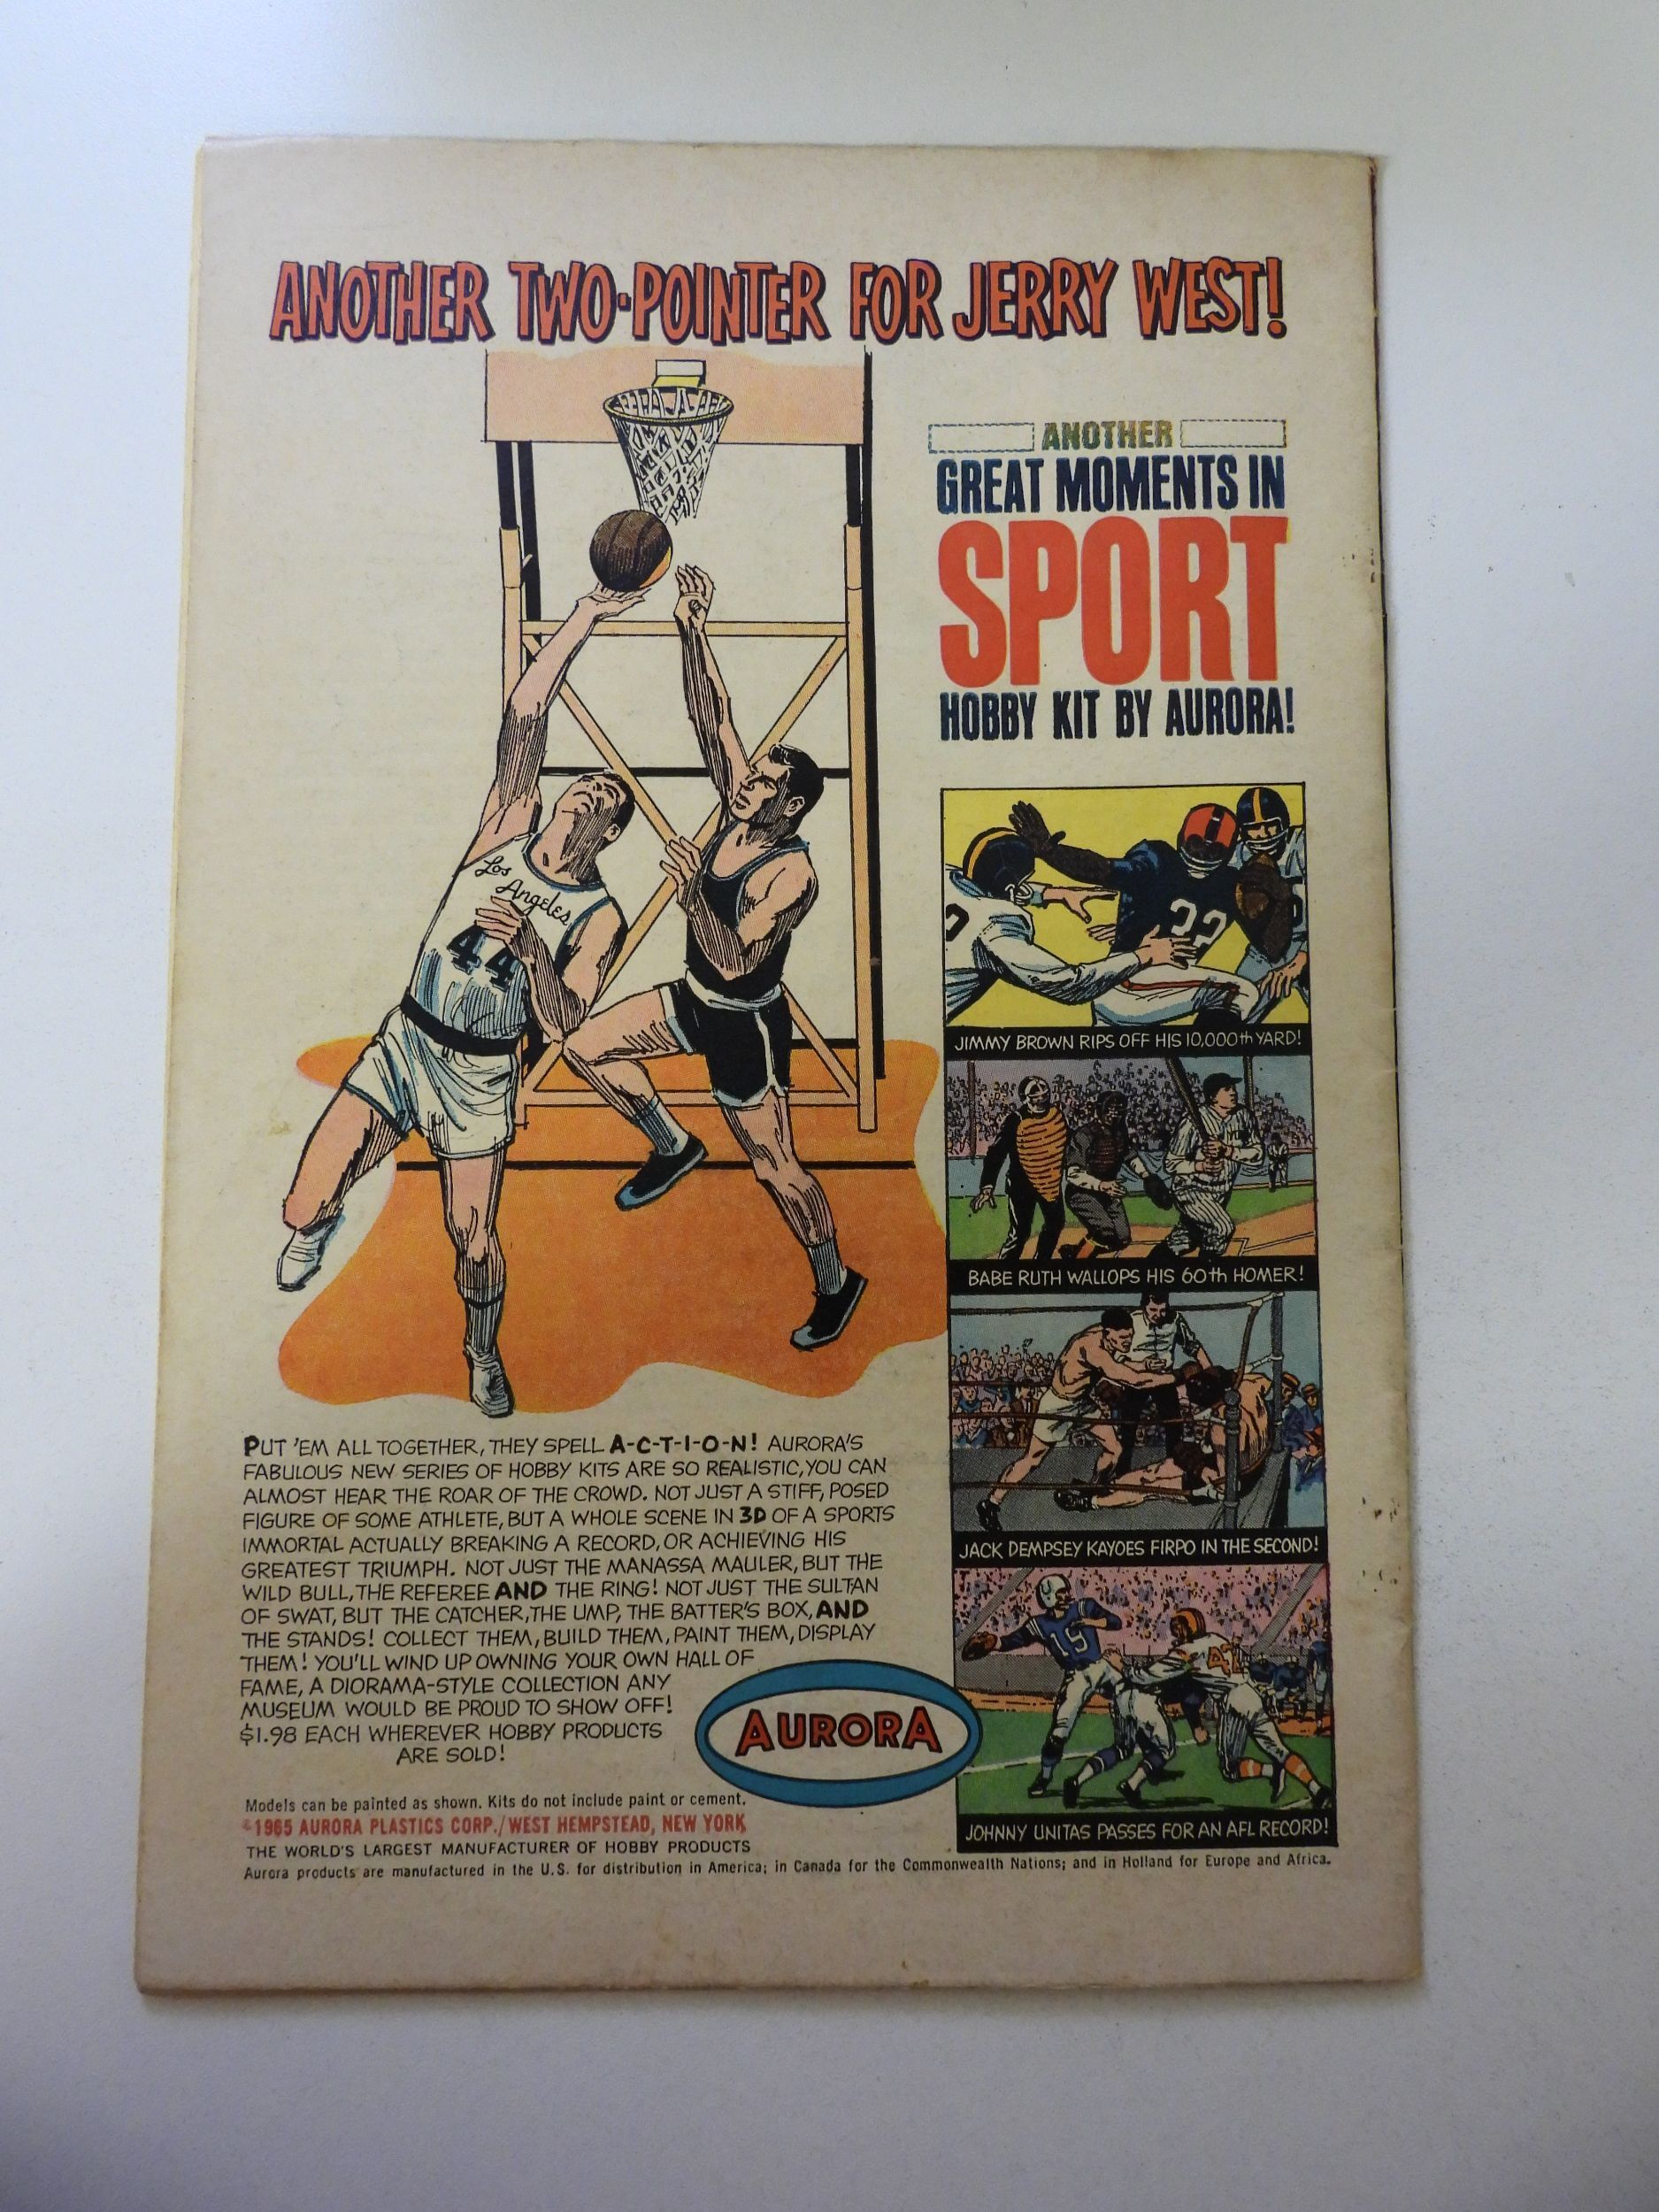 ANOTHER TWO-POINTER FOR JERRY WEST!
ANOTHER
GREAT MOMENTS IN
SPORT
HOBBY KIT BY AURORA!
Los
Angeles
44
32
JIMMY BROWN RIPS OFF HIS 10,000th YARD!
BABE RUTH WALLOPS HIS 60th HOMER!
JACK DEMPSEY KAYOES FIRPO IN THE SECOND!
19
42
JOHNNY UNITAS PASSES FOR AN AFL RECORD!
PUT 'EM ALL TOGETHER, THEY SPELL A-C-T-I-O-N! AURORA'S
FABULOUS NEW SERIES OF HOBBY KITS ARE SO REALISTIC, YOU CAN
ALMOST HEAR THE ROAR OF THE CROWD. NOT JUST A STIFF, POSED
FIGURE OF SOME ATHLETE, BUT A WHOLE SCENE IN 3D OF A SPORTS
IMMORTAL ACTUALLY BREAKING A RECORD, OR ACHIEVING HIS
GREATEST TRIUMPH. NOT JUST THE MANASSA MAULER, BUT THE
WILD BULL, THE REFEREE AND THE RING! NOT JUST THE SULTAN
OF SWAT, BUT THE CATCHER, THE UMP, THE BATTER'S BOX, AND
THE STANDS! COLLECT THEM, BUILD THEM, PAINT THEM, DISPLAY
THEM! YOU'LL WIND UP OWNING YOUR OWN HALL OF
FAME, A DIORAMA-STYLE COLLECTION ANY
MUSEUM WOULD BE PROUD TO SHOW OFF!
$1.98 EACH WHEREVER HOBBY PRODUCTS
ARE SOLD!
AURORA
Models can be painted as shown. Kits do not include paint or cement.
©1965 AURORA PLASTICS CORP./WEST HEMPSTEAD, NEW YORK
THE WORLD'S LARGEST MANUFACTURER OF HOBBY PRODUCTS
Aurora products are manufactured in the U.S. for distribution in America; in Canada for the Commonwealth Nations; and in Holland for Europe and Africa.